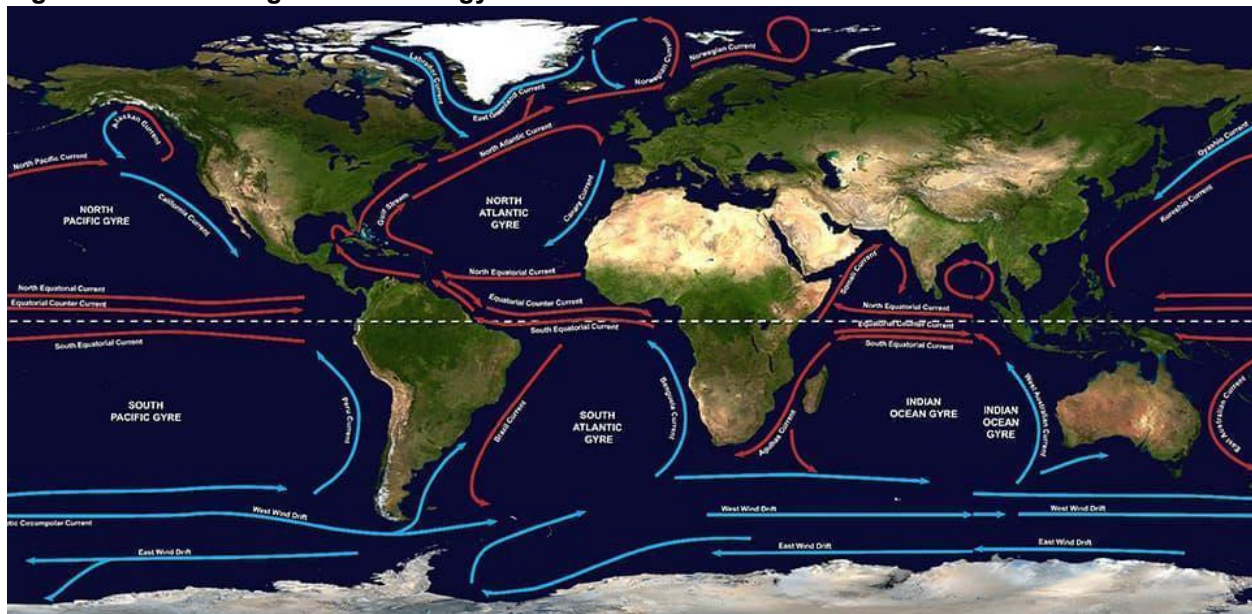 Labrador Current
East Greenland Current
Norwegian Current
Norwegian Current
Alaskan Current
North Pacific Current
California Current
NORTH
PACIFIC GYRE
North Atlantic Current
Gulf Stream
NORTH
ATLANTIC
GYRE
Canary Current
Oyashio Current
Kuroshio Current
North Equatorial Current
Equatorial Counter Current
South Equatorial Current
North Equatorial Current
Equatorial Counter Current
South Equatorial Current
Somali Current
North Equatorial Current
Equatorial Counter Current
South Equatorial Current
SOUTH
PACIFIC GYRE
Peru Current
Brazil Current
SOUTH
ATLANTIC
GYRE
Benguela Current
Agulhas Current
INDIAN
OCEAN GYRE
INDIAN
OCEAN
GYRE
West Australian Current
East Australian Current
West Wind Drift
tic Circumpolar Current
East Wind Drift
West Wind Drift
West Wind Drift
East Wind Drift
East Wind Drift